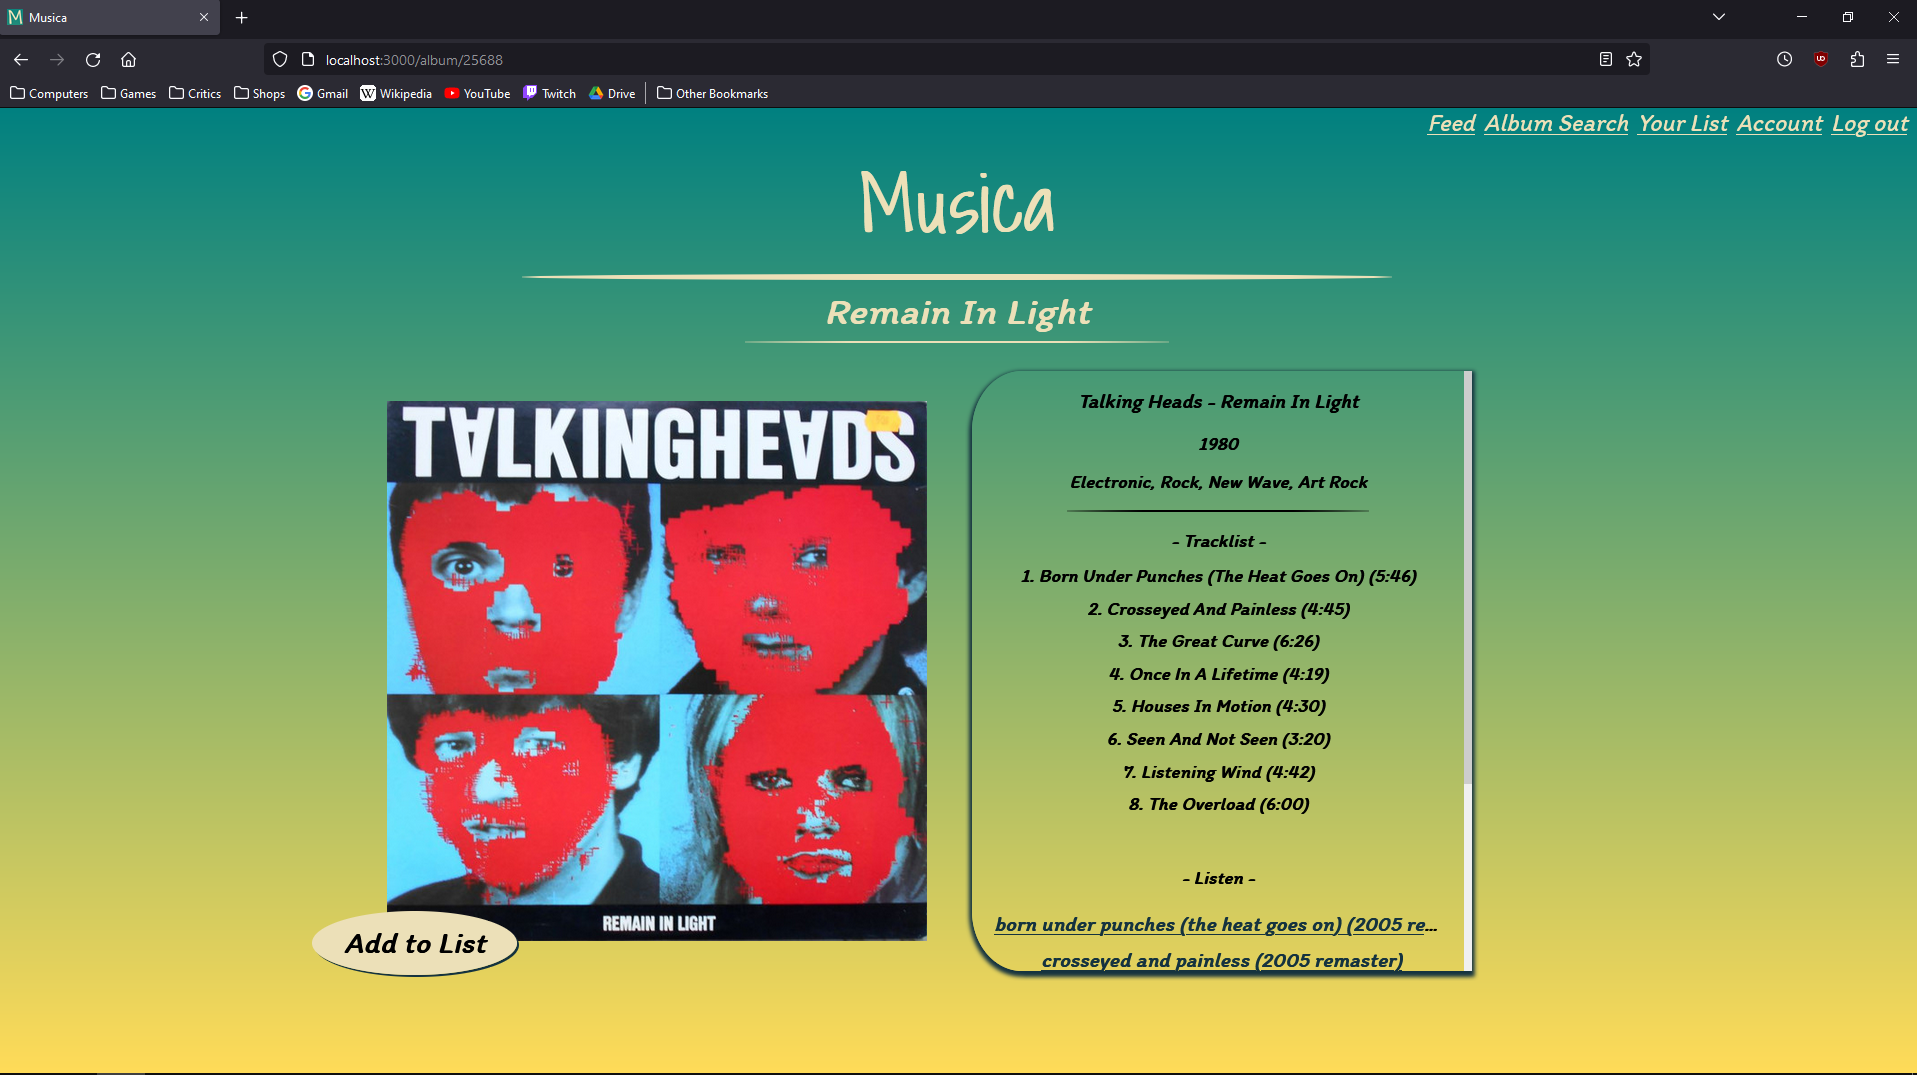 M Musica
localhost:3000/album/25688
Computers Games Critics Shops Gmail Wikipedia YouTube Twitch Drive Other Bookmarks
Feed Album Search Your List Account Log out
Musica
Remain In Light
TALKINGHEADS
REMAIN IN LIGHT
Add to List
Talking Heads - Remain In Light
1980
Electronic, Rock, New Wave, Art Rock
- Tracklist -
1. Born Under Punches (The Heat Goes On) (5:46)
2. Crosseyed And Painless (4:45)
3. The Great Curve (6:26)
4. Once In A Lifetime (4:19)
5. Houses In Motion (4:30)
6. Seen And Not Seen (3:20)
7. Listening Wind (4:42)
8. The Overload (6:00)
- Listen -
born under punches (the heat goes on) (2005 re...
crosseyed and painless (2005 remaster)